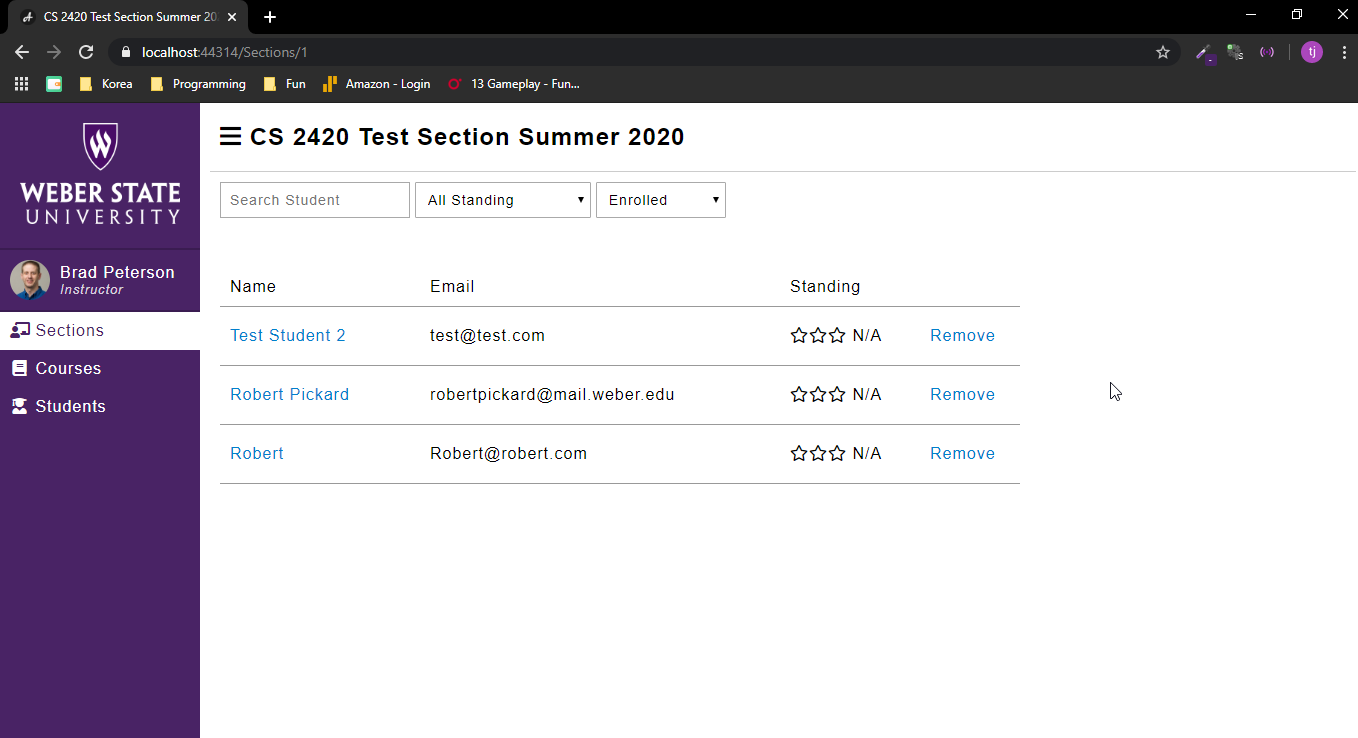 CS 2420 Test Section Summer 20
localhost:44314/Sections/1
tj
Korea
Programming
Fun
Amazon - Login
13 Gameplay - Fun...
WEBER STATE
UNIVERSITY
Brad Peterson
Instructor
Sections
Courses
Students
CS 2420 Test Section Summer 2020
Search Student
All Standing
Enrolled
Name Email Standing
Test Student 2 test@test.com N/A Remove
Robert Pickard robertpickard@mail.weber.edu N/A Remove
Robert Robert@robert.com N/A Remove